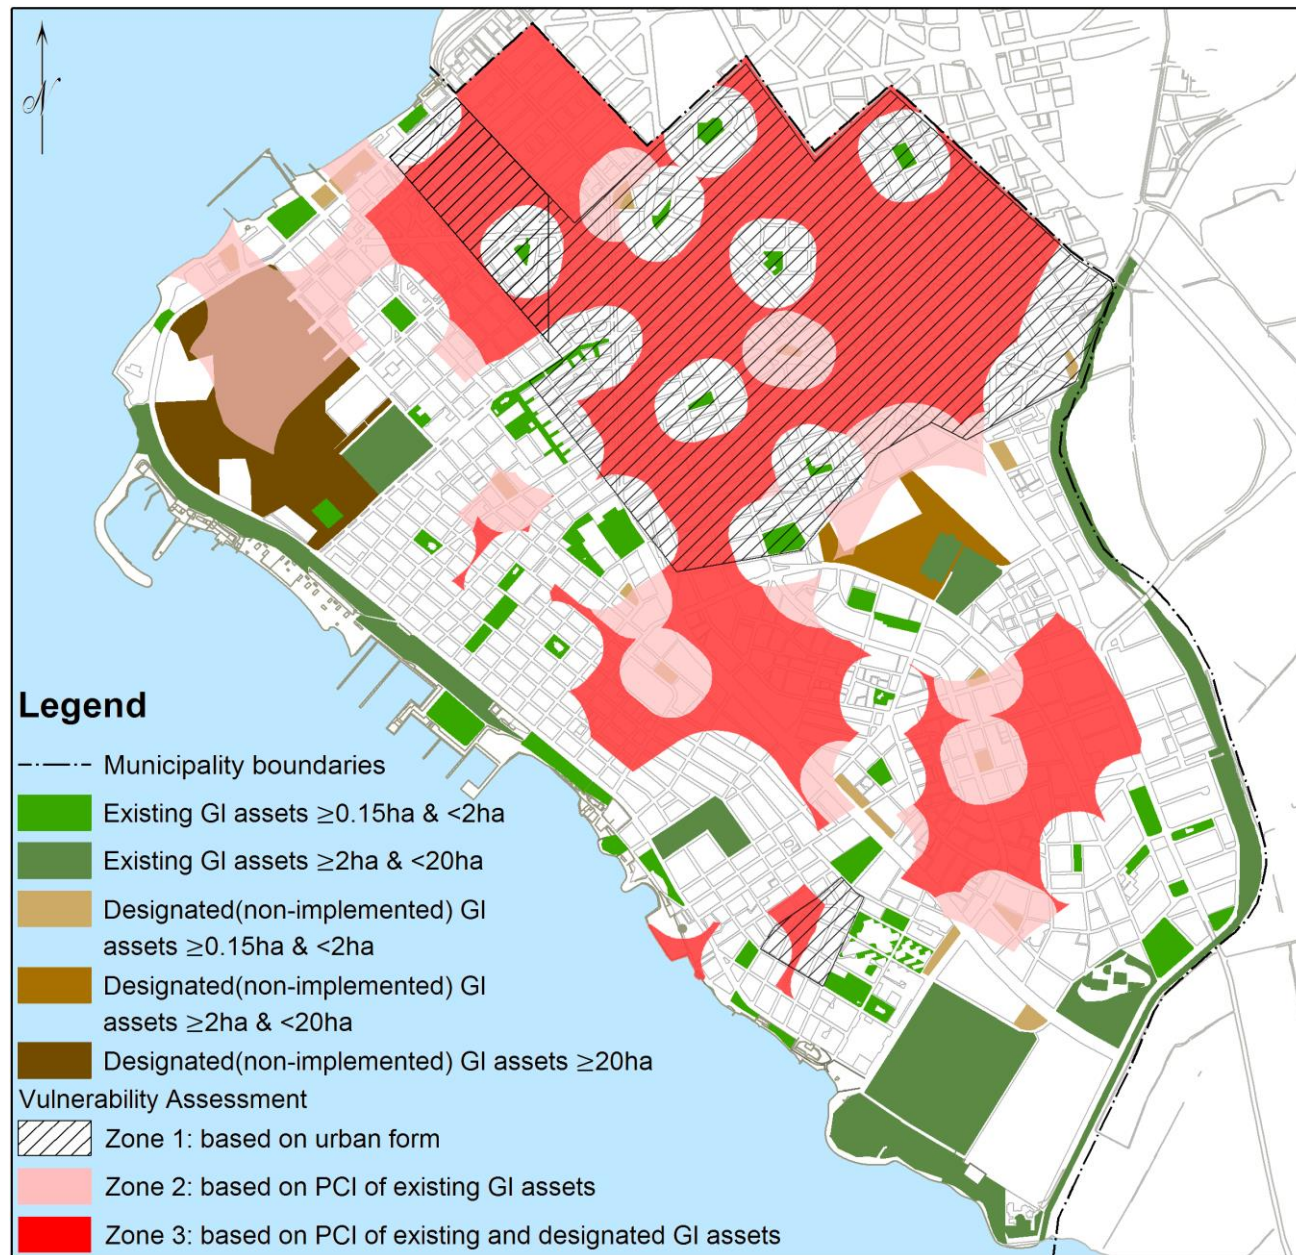 N
Legend
Municipality boundaries
Existing GI assets ≥0.15ha & <2ha
Existing GI assets ≥2ha & <20ha
Designated(non-implemented) GI
assets ≥0.15ha & <2ha
Designated(non-implemented) GI
assets ≥2ha & <20ha
Designated(non-implemented) GI assets ≥20ha
Vulnerability Assessment
Zone 1: based on urban form
Zone 2: based on PCI of existing GI assets
Zone 3: based on PCI of existing and designated GI assets